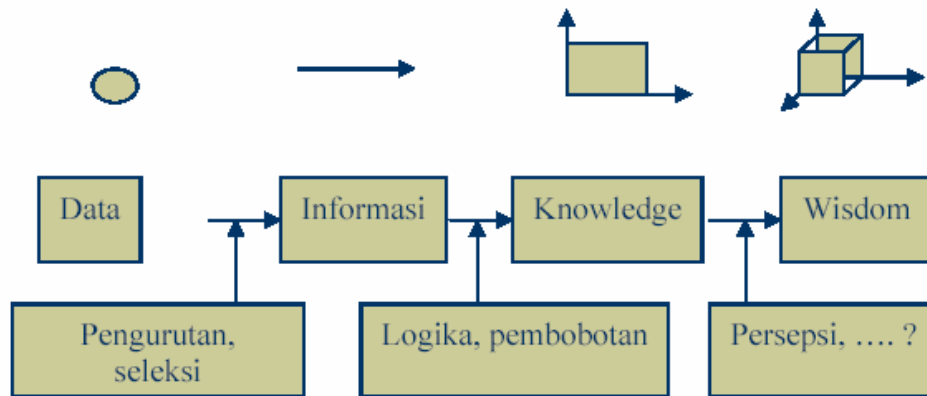 Data
Informasi
Knowledge
Wisdom
Pengurutan,
seleksi
Logika, pembobotan
Persepsi, .... ?